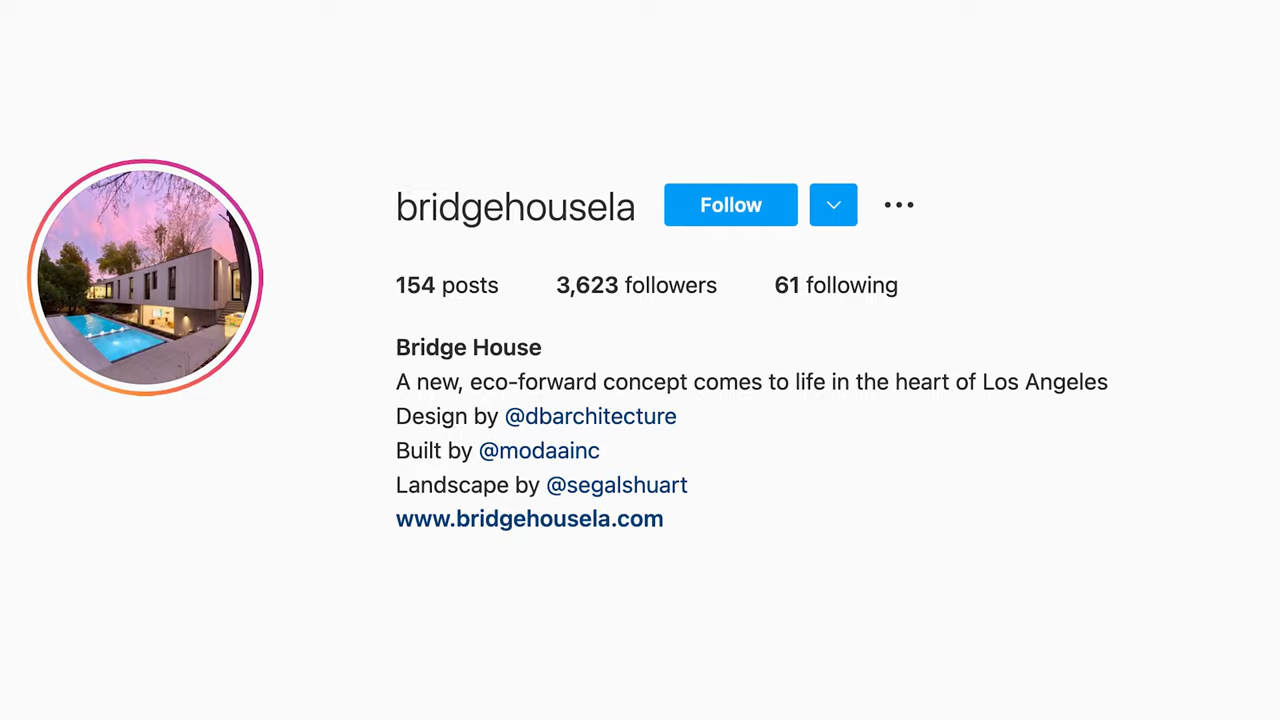 bridgehousela Follow
154 posts 3,623 followers 61 following
Bridge House
A new, eco-forward concept comes to life in the heart of Los Angeles
Design by @dbarchitecture
Built by @modaainc
Landscape by @segalshuart
www.bridgehousela.com